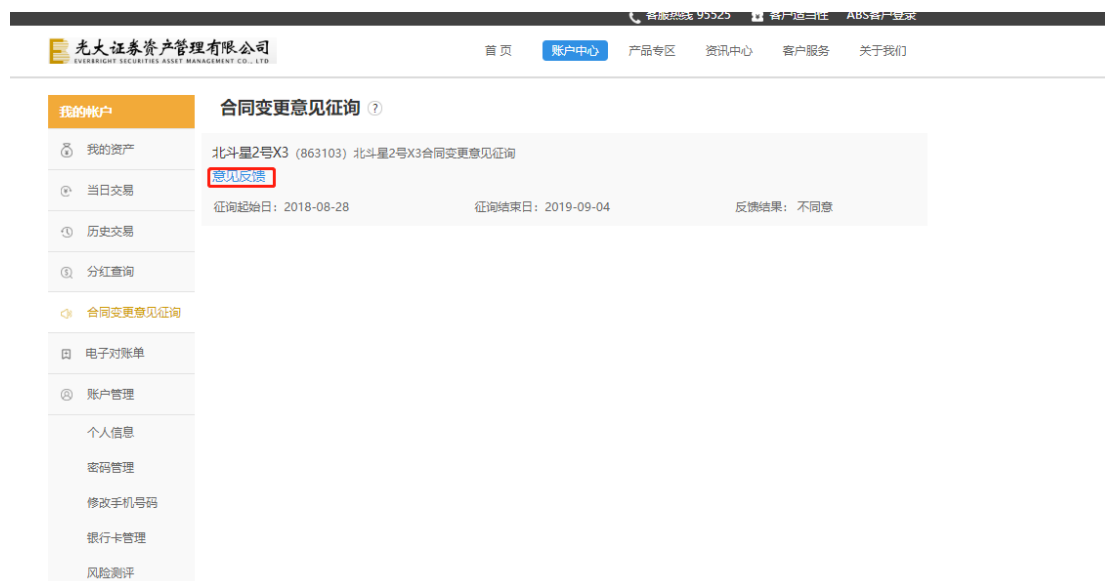 客服热线 95525 客户适当性 ABS客户登录
光大证券资产管理有限公司
EVERBRIGHT SECURITIES ASSET MANAGEMENT CO., LTD
首 页 账户中心 产品专区 资讯中心 客户服务 关于我们
我的帐户
我的资产
当日交易
历史交易
分红查询
合同变更意见征询
电子对账单
账户管理
个人信息
密码管理
修改手机号码
银行卡管理
风险测评
合同变更意见征询 ?
北斗星2号X3（863103）北斗星2号X3合同变更意见征询
意见反馈
征询起始日：2018-08-28 征询结束日：2019-09-04 反馈结果： 不同意